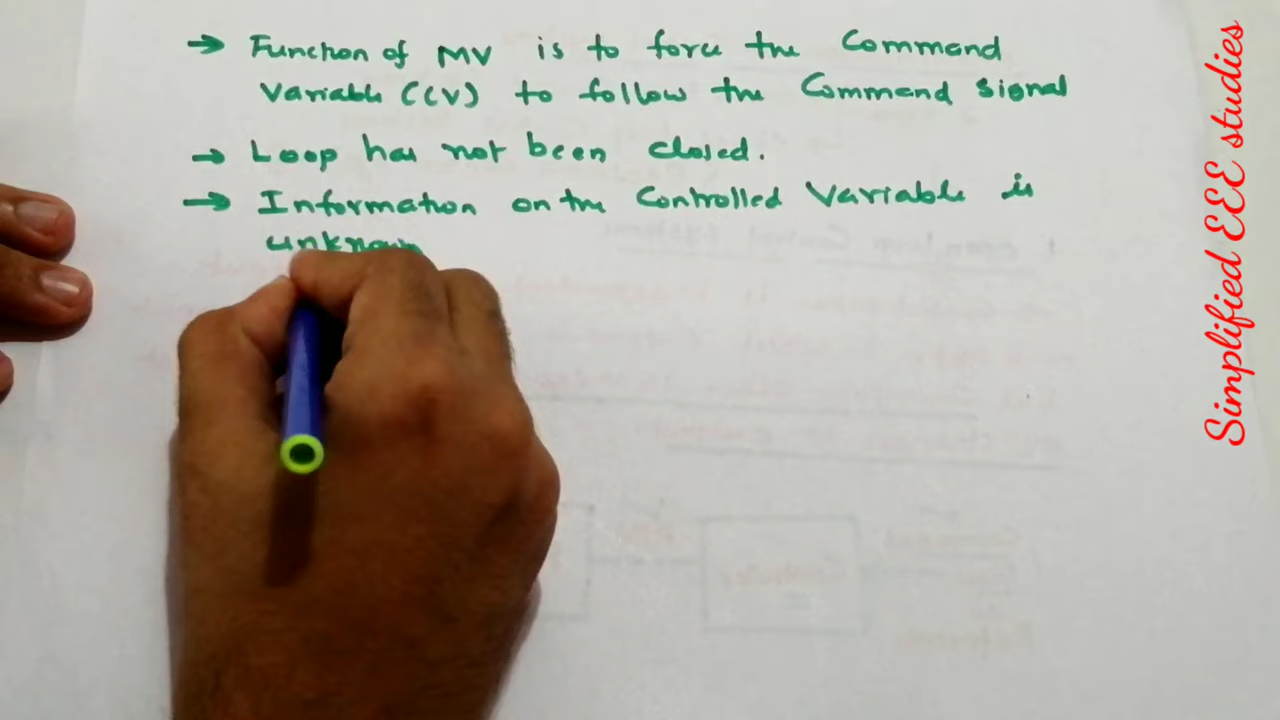 → Function of MV is to force the Command
Variable (CV) to follow the Command Signal
→ Loop has not been closed.
→ Information on the Controlled Variable is
unknown
Simplified EEE studies